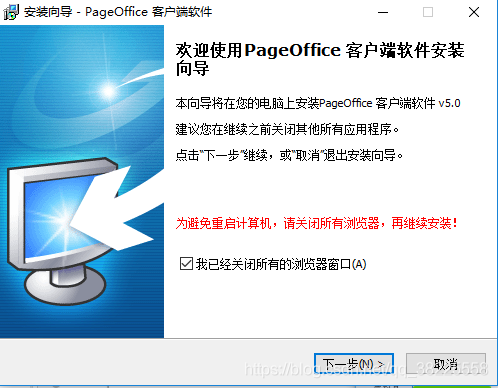 安装向导 - PageOffice 客户端软件
欢迎使用PageOffice 客户端软件安装
向导
本向导将在您的电脑上安装PageOffice 客户端软件 v5.0
建议您在继续之前关闭其他所有应用程序。
点击“下一步”继续，或“取消”退出安装向导。
为避免重启计算机，请关闭所有浏览器，再继续安装！
我已经关闭所有的浏览器窗口(A)
下一步(N) >
取消